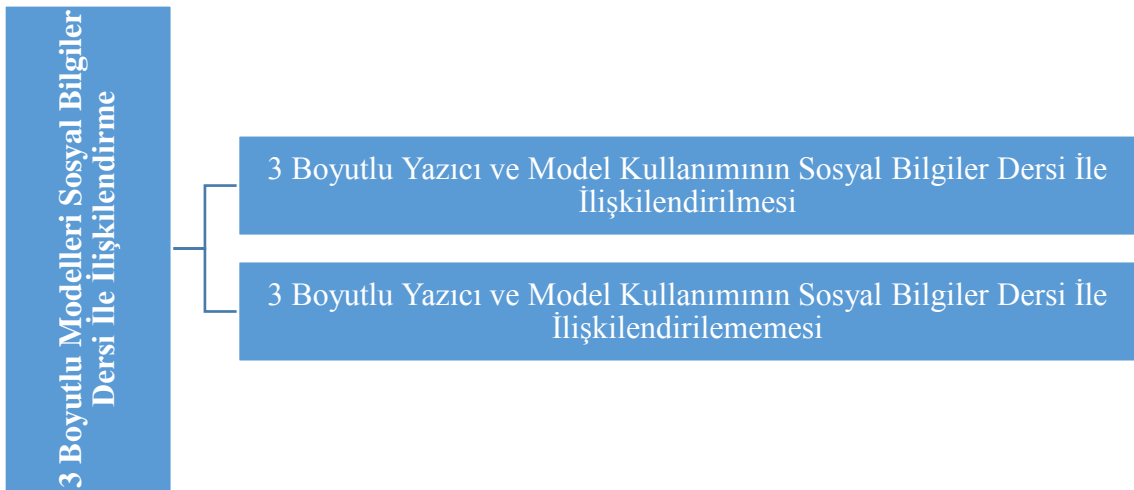 3 Boyutlu Modelleri Sosyal Bilgiler
Dersi İle İlişkilendirme
3 Boyutlu Yazıcı ve Model Kullanımının Sosyal Bilgiler Dersi İle
İlişkilendirilmesi
3 Boyutlu Yazıcı ve Model Kullanımının Sosyal Bilgiler Dersi İle
İlişkilendirilememesi